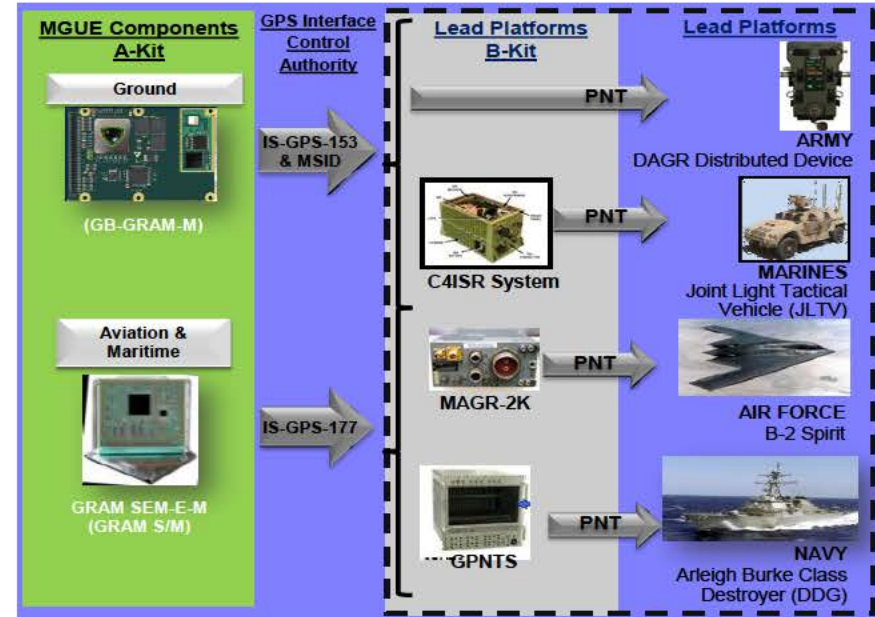 MGUE Components
A-Kit
Ground
(GB-GRAM-M)
Aviation &
Maritime
GRAM SEM-E-M
(GRAM S/M)
GPS Interface
Control
Authority
IS-GPS-153
& MSID
IS-GPS-177
Lead Platforms
B-Kit
PNT
C4ISR System
PNT
MAGR-2K
PNT
GPNTS
PNT
Lead Platforms
ARMY
DAGR Distributed Device
MARINES
Joint Light Tactical
Vehicle (JLTV)
AIR FORCE
B-2 Spirit
NAVY
Arleigh Burke Class
Destroyer (DDG)